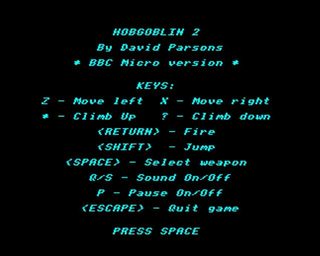 HOBGOBLIN 2
By David Parsons
* BBC Micro version *
KEYS:
Z - Move left X - Move right
* - Climb Up ? - Climb down
<RETURN> - Fire
<SHIFT> - Jump
<SPACE> - Select weapon
Q/S - Sound On/Off
P - Pause On/Off
<ESCAPE> - Quit game
PRESS SPACE